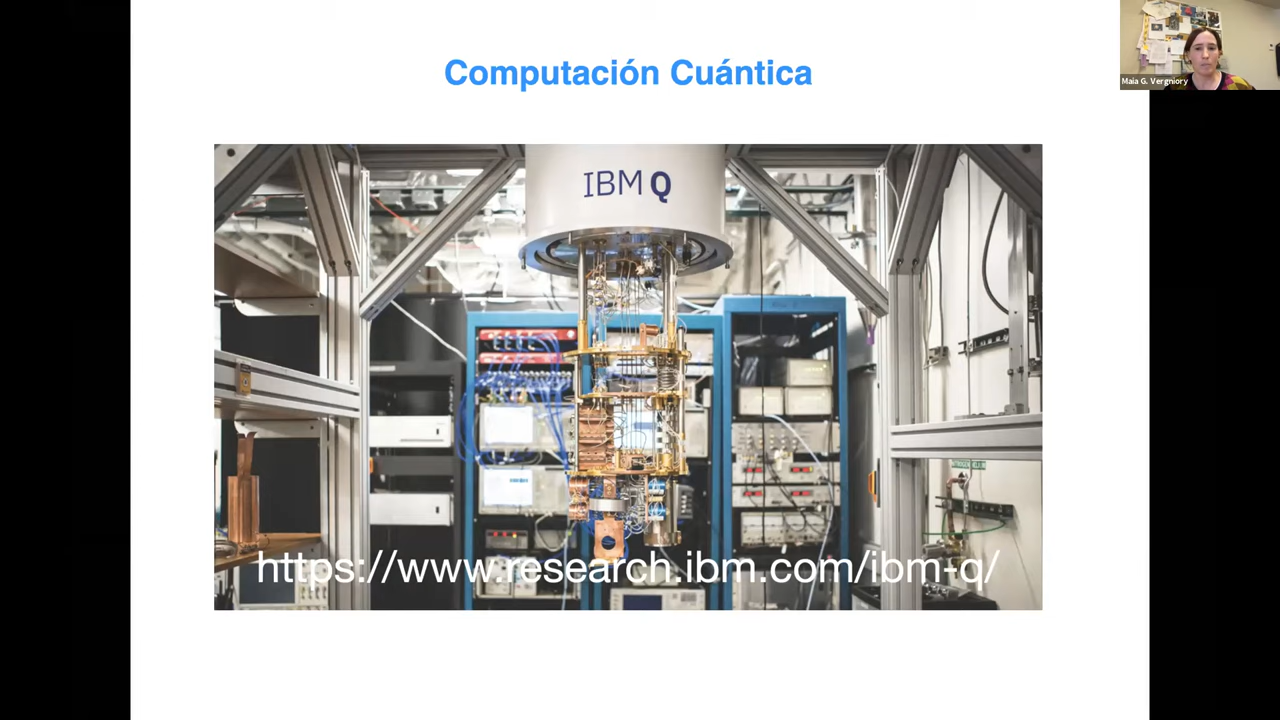 Computación Cuántica
Maia G. Vergniory
IBM Q
https://www.research.ibm.com/ibm-q/